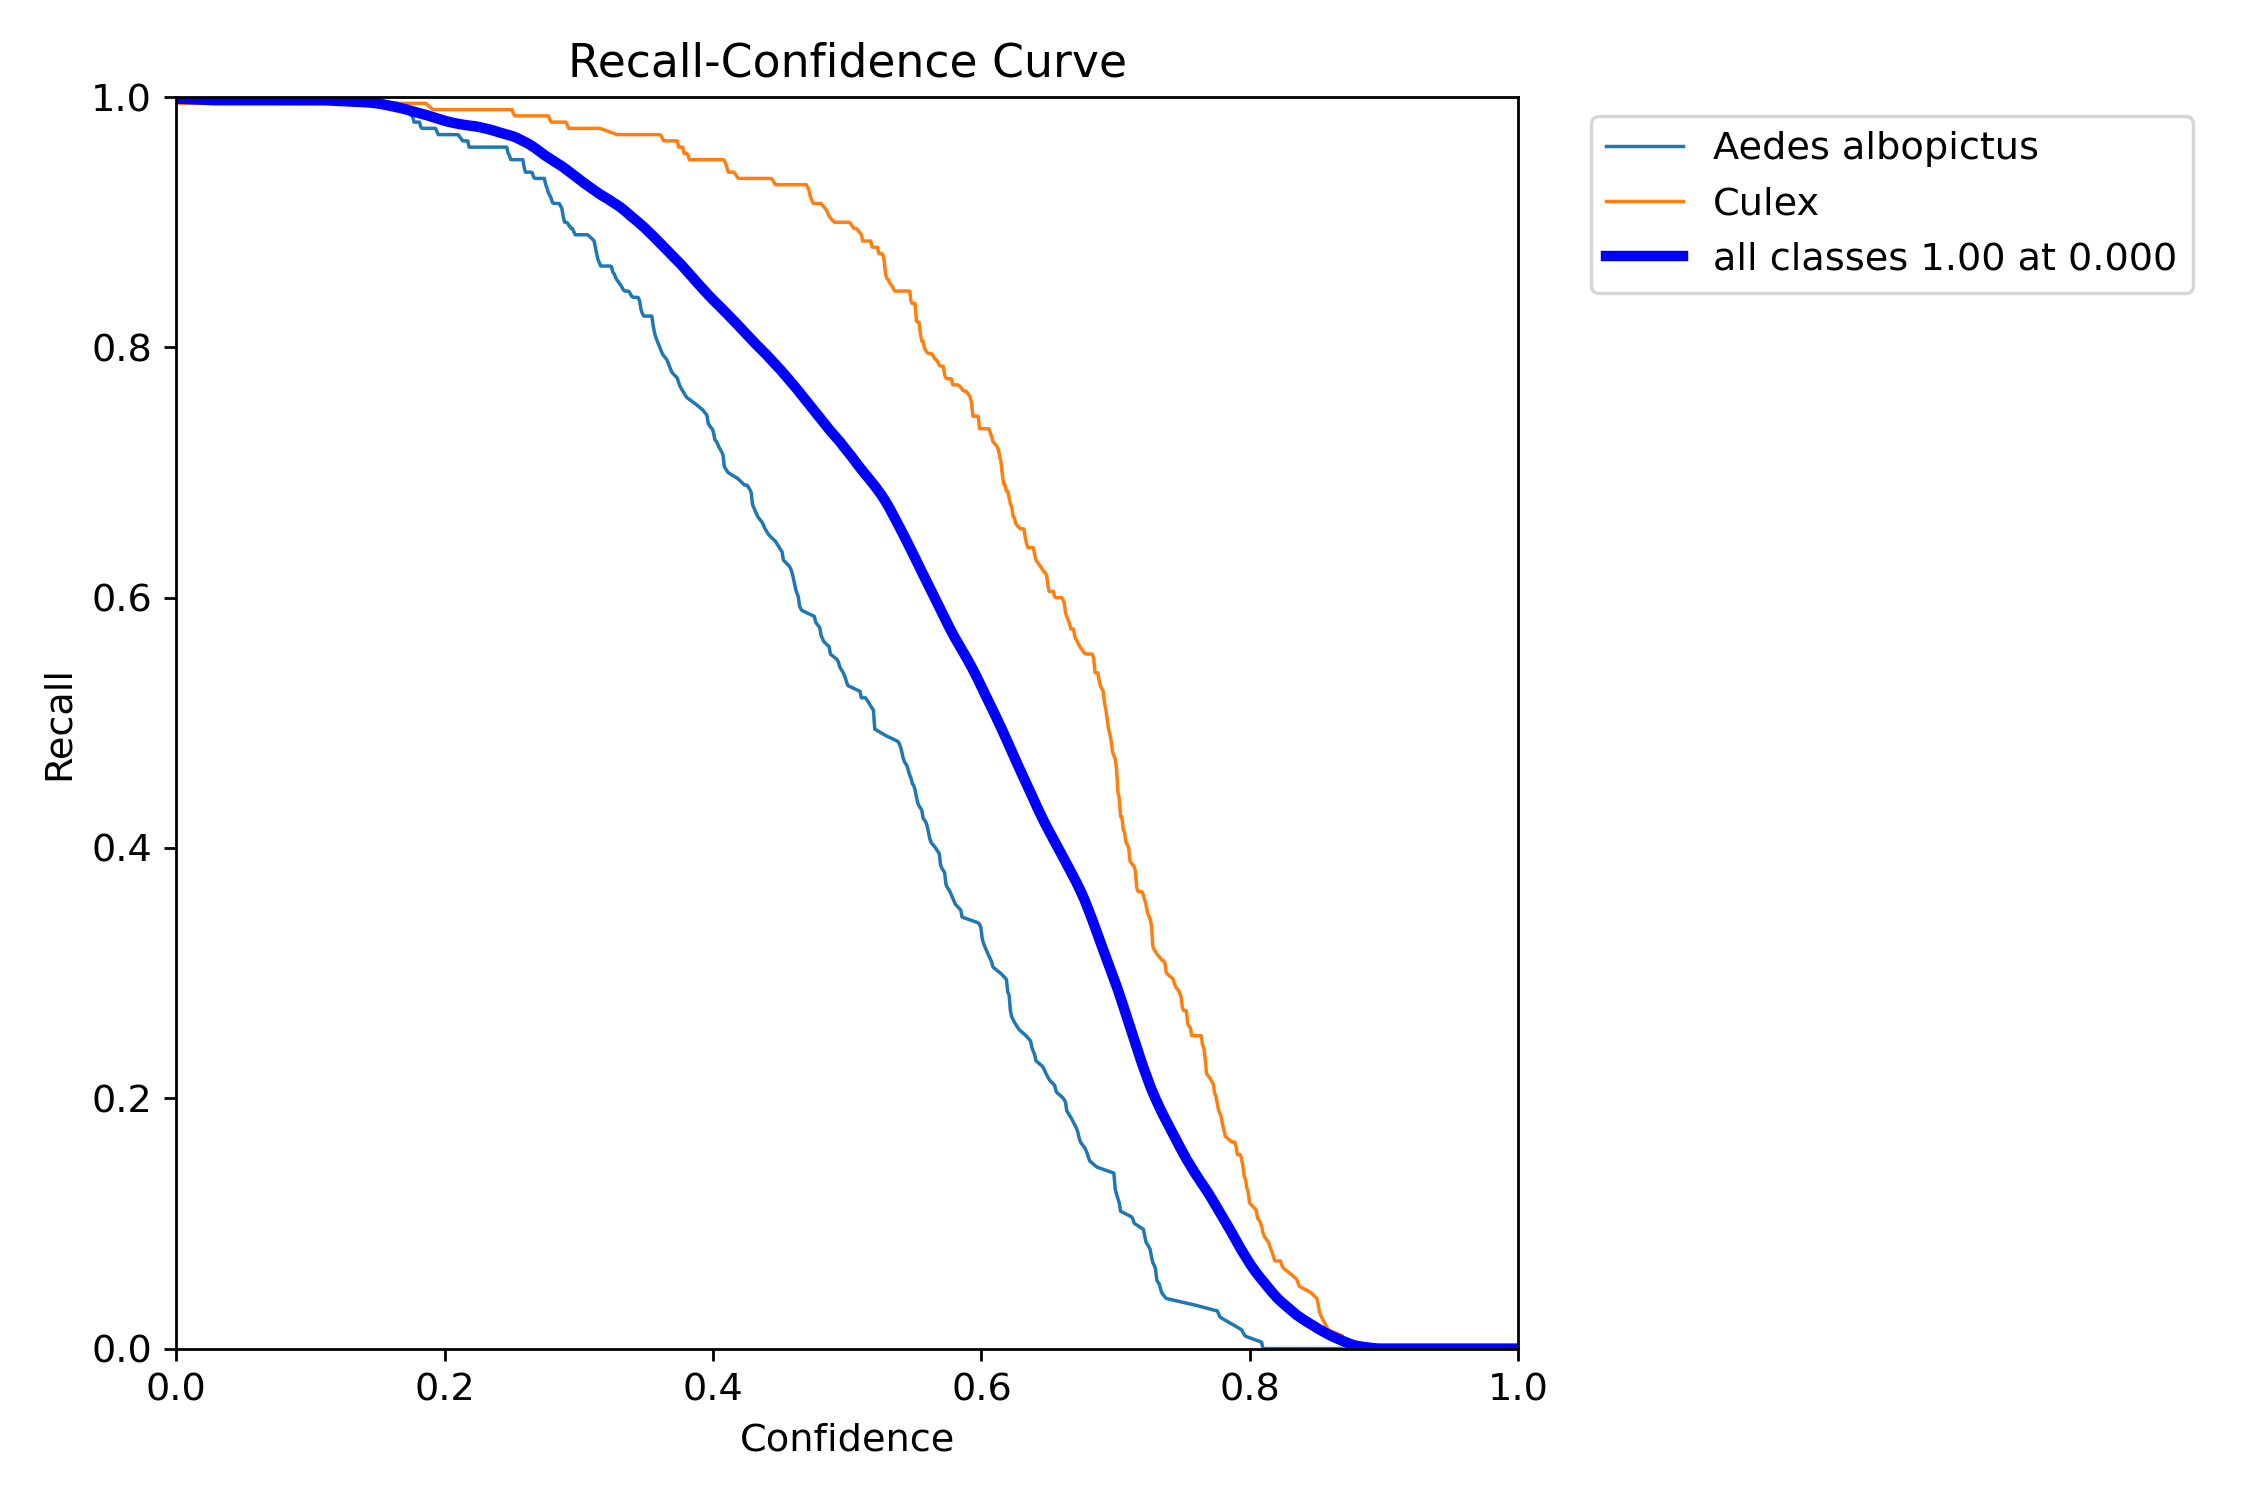 Recall-Confidence Curve
1.0
0.8
0.6
0.4
0.2
0.0
Recall
0.0 0.2 0.4 0.6 0.8 1.0
Confidence
Aedes albopictus
Culex
all classes 1.00 at 0.000